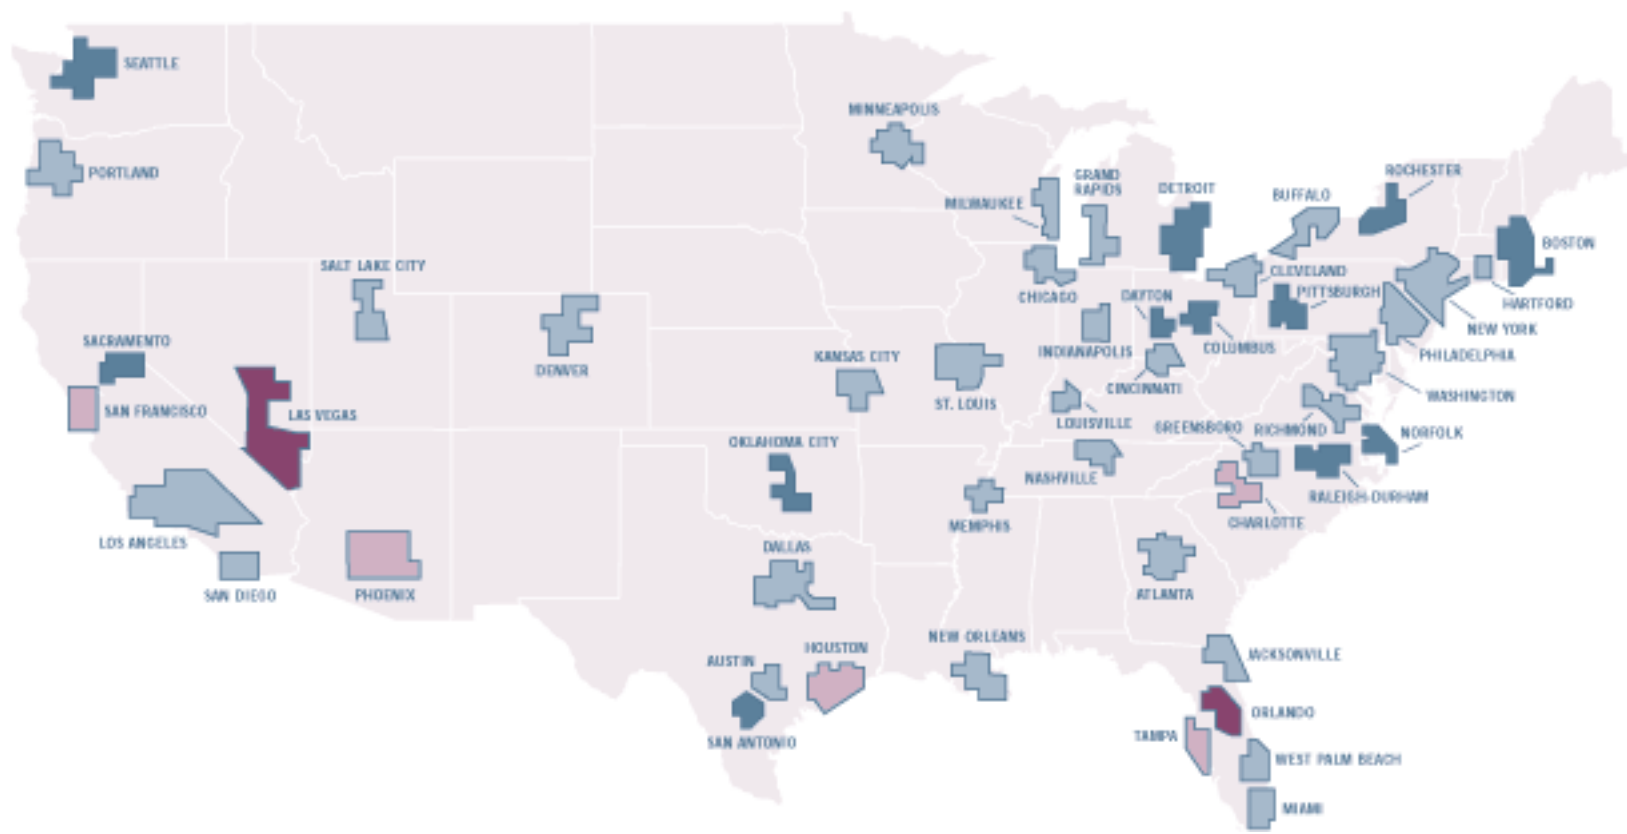 SEATTLE
MINNEAPOLIS
PORTLAND
GRAND
RAPIDS
DETROIT
ROCHESTER
BUFFALO
MILWAUKEE
BOSTON
SALT LAKE CITY
CLEVELAND
CHICAGO
DAYTON
PITTSBURGH
HARTFORD
NEW YORK
SACRAMENTO
DENVER
KANSAS CITY
INDIANAPOLIS
COLUMBUS
PHILADELPHIA
CINCINNATI
WASHINGTON
SAN FRANCISCO
LAS VEGAS
ST. LOUIS
LOUISVILLE
GREENSBORO
RICHMOND
NORFOLK
OKLAHOMA CITY
NASHVILLE
RALEIGH-DURHAM
MEMPHIS
CHARLOTTE
LOS ANGELES
DALLAS
SAN DIEGO
PHOENIX
ATLANTA
NEW ORLEANS
HOUSTON
AUSTIN
JACKSONVILLE
ORLANDO
SAN ANTONIO
TAMPA
WEST PALM BEACH
MIAMI